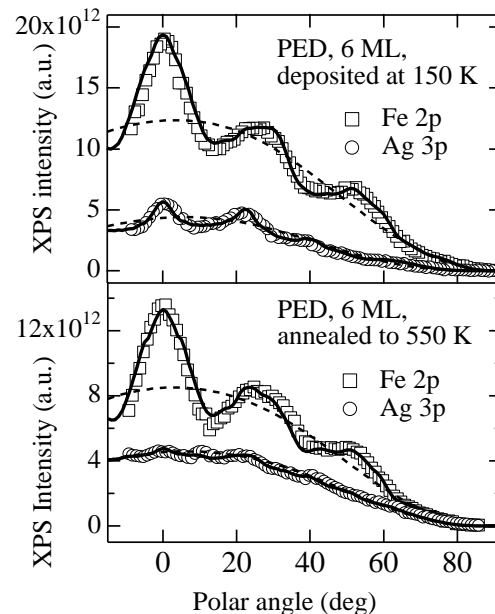 20x10¹²
15
10
5
0
XPS intensity (a.u.)
PED, 6 ML,
deposited at 150 K
Fe 2p
Ag 3p
12x10¹²
8
4
0
XPS Intensity (a.u.)
PED, 6 ML,
annealed to 550 K
Fe 2p
Ag 3p
0 20 40 60 80
Polar angle (deg)